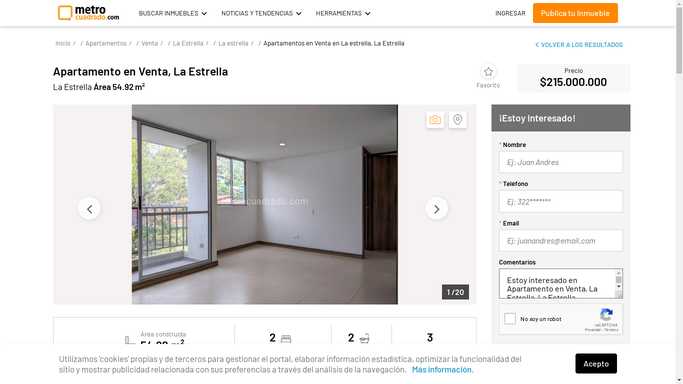 metro
cuadrado.com
BUSCAR INMUEBLES
NOTICIAS Y TENDENCIAS
HERRAMIENTAS
INGRESAR
Publica tu Inmueble
Inicio / / Apartamentos / / Venta / / La Estrella / / La estrella / / Apartamentos en Venta en La estrella, La Estrella
VOLVER A LOS RESULTADOS
Apartamento en Venta, La Estrella
La Estrella Área 54.92 m²
Favorito
Precio
$215.000.000
cuadrado.com
1 / 20
¡Estoy Interesado!
* Nombre
Ej: Juan Andres
* Teléfono
Ej: 322*******
* Email
Ej: juanandres@email.com
Comentarios
Estoy interesado en
Apartamento en Venta, La
Estrella, La Estrella
No soy un robot
reCAPTCHA
Privacidad - Términos
Área construida
54.92 m²
2
2
3
Utilizamos 'cookies' propias y de terceros para gestionar el portal, elaborar información estadística, optimizar la funcionalidad del
sitio y mostrar publicidad relacionada con sus preferencias a través del análisis de la navegación. Más información.
Acepto